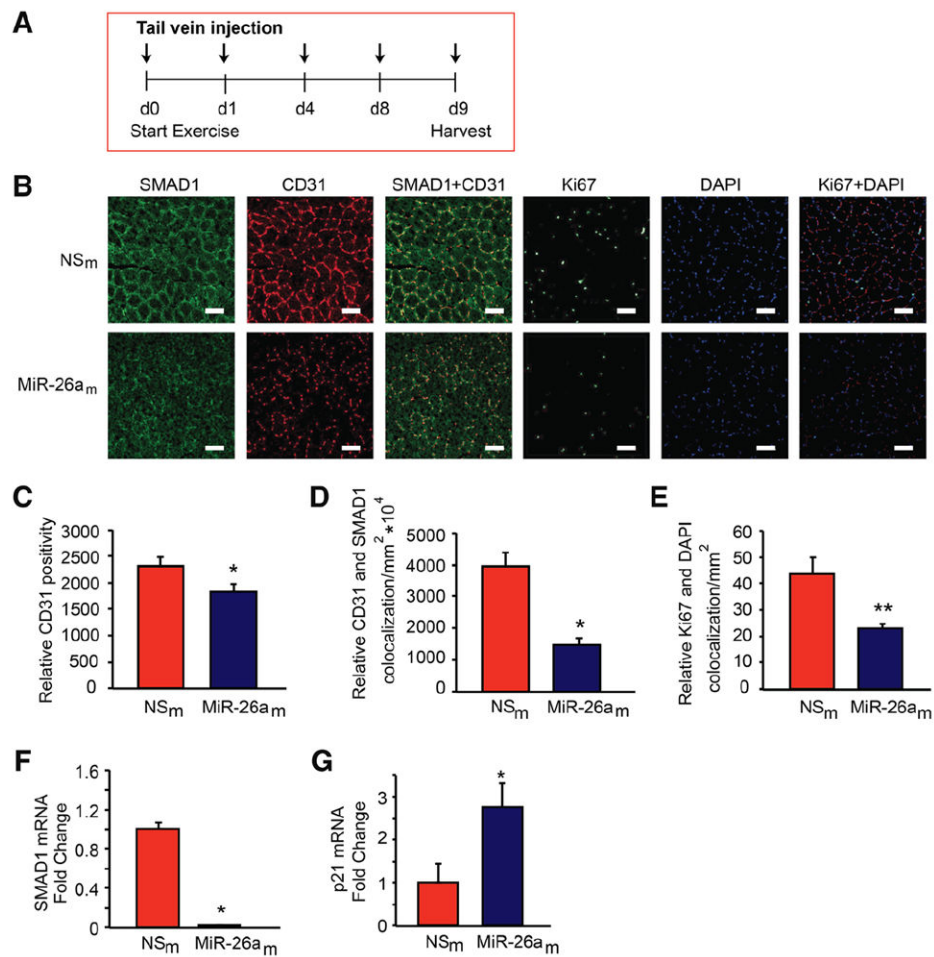 A
Tail vein injection
d0 d1 d4 d8 d9
Start Exercise Harvest
B
SMAD1 CD31 SMAD1+CD31 Ki67 DAPI Ki67+DAPI
NSm
MiR-26am
C
Relative CD31 positivity
3000
2500
2000
1500
1000
500
0
*
NSm MiR-26am
D
Relative CD31 and SMAD1
colocalization/mm2 *104
5000
4000
3000
2000
1000
0
*
NSm MiR-26am
E
Relative Ki67 and DAPI
colocalization/mm2
60
50
40
30
20
10
0
**
NSm MiR-26am
F
SMAD1 mRNA
Fold Change
1.6
1.2
0.8
0.4
0
*
NSm MiR-26am
G
p21 mRNA
Fold Change
3
2
1
0
*
NSm MiR-26am